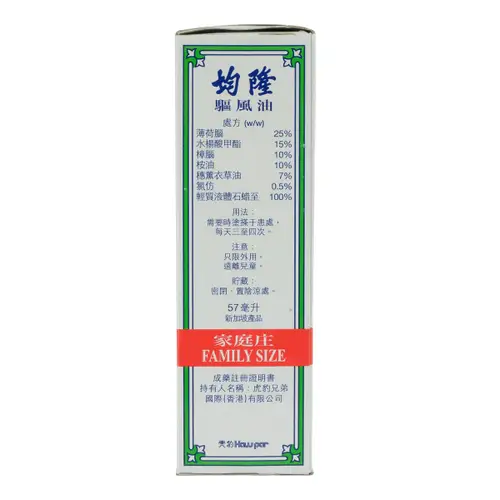 均隆
驅風油
處方 (w/w)
薄荷腦 25%
水楊酸甲酯 15%
樟腦 10%
桉油 10%
穗薰衣草油 7%
氯仿 0.5%
輕質液體石蜡至 100%
用法：
需要時塗搽于患處，
每天三至四次。
注意：
只限外用，
遠離兒童。
貯藏：
密閉，置陰涼處。
57毫升
新加坡產品
家庭庄
FAMILY SIZE
成藥註冊證明書
持有人名稱：虎豹兄弟
國際(香港)有限公司
虎豹 Haw par